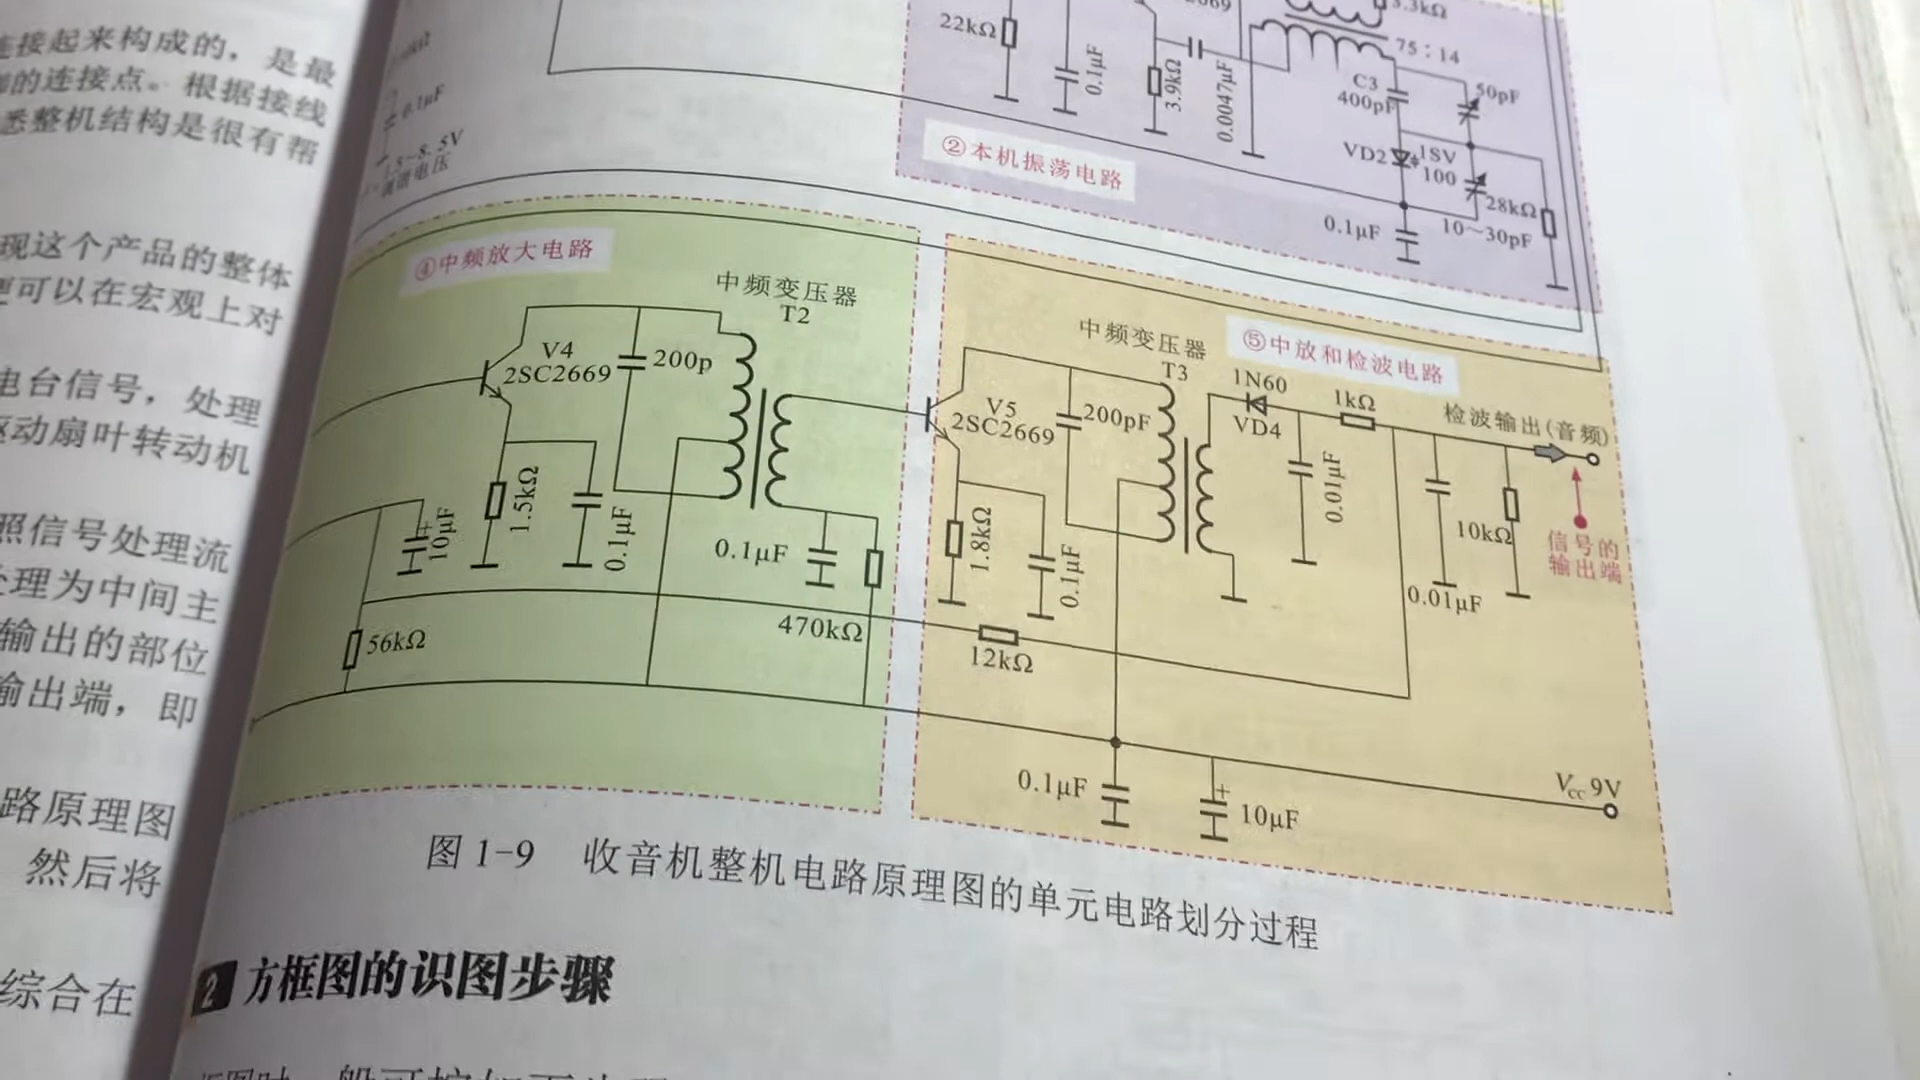 连接起来构成的，是最
的连接点。根据接线
悉整机结构是很有帮
现这个产品的整体
更可以在宏观上对
电台信号，处理
驱动扇叶转动机
照信号处理流
处理为中间主
输出的部位
输出端，即
路原理图
然后将
综合在
0.1μF
8.5V
调谐电压
22kΩ
0.1μF
3.9kΩ
0.0047μF
3.3kΩ
75：14
C3
400pF
50pF
②本机振荡电路
VD2
1SV
100
28kΩ
0.1μF
10～30pF
④中频放大电路
中频变压器
T2
V4
2SC2669
200p
10μF
1.5kΩ
0.1μF
0.1μF
56kΩ
470kΩ
⑤中放和检波电路
中频变压器
T3
V5
2SC2669
200pF
1N60
VD4
1kΩ
检波输出(音频)
0.01μF
1.8kΩ
0.1μF
10kΩ
0.01μF
信号的
输出端
12kΩ
0.1μF
10μF
Vcc 9V
图1-9 收音机整机电路原理图的单元电路划分过程
2 方框图的识图步骤